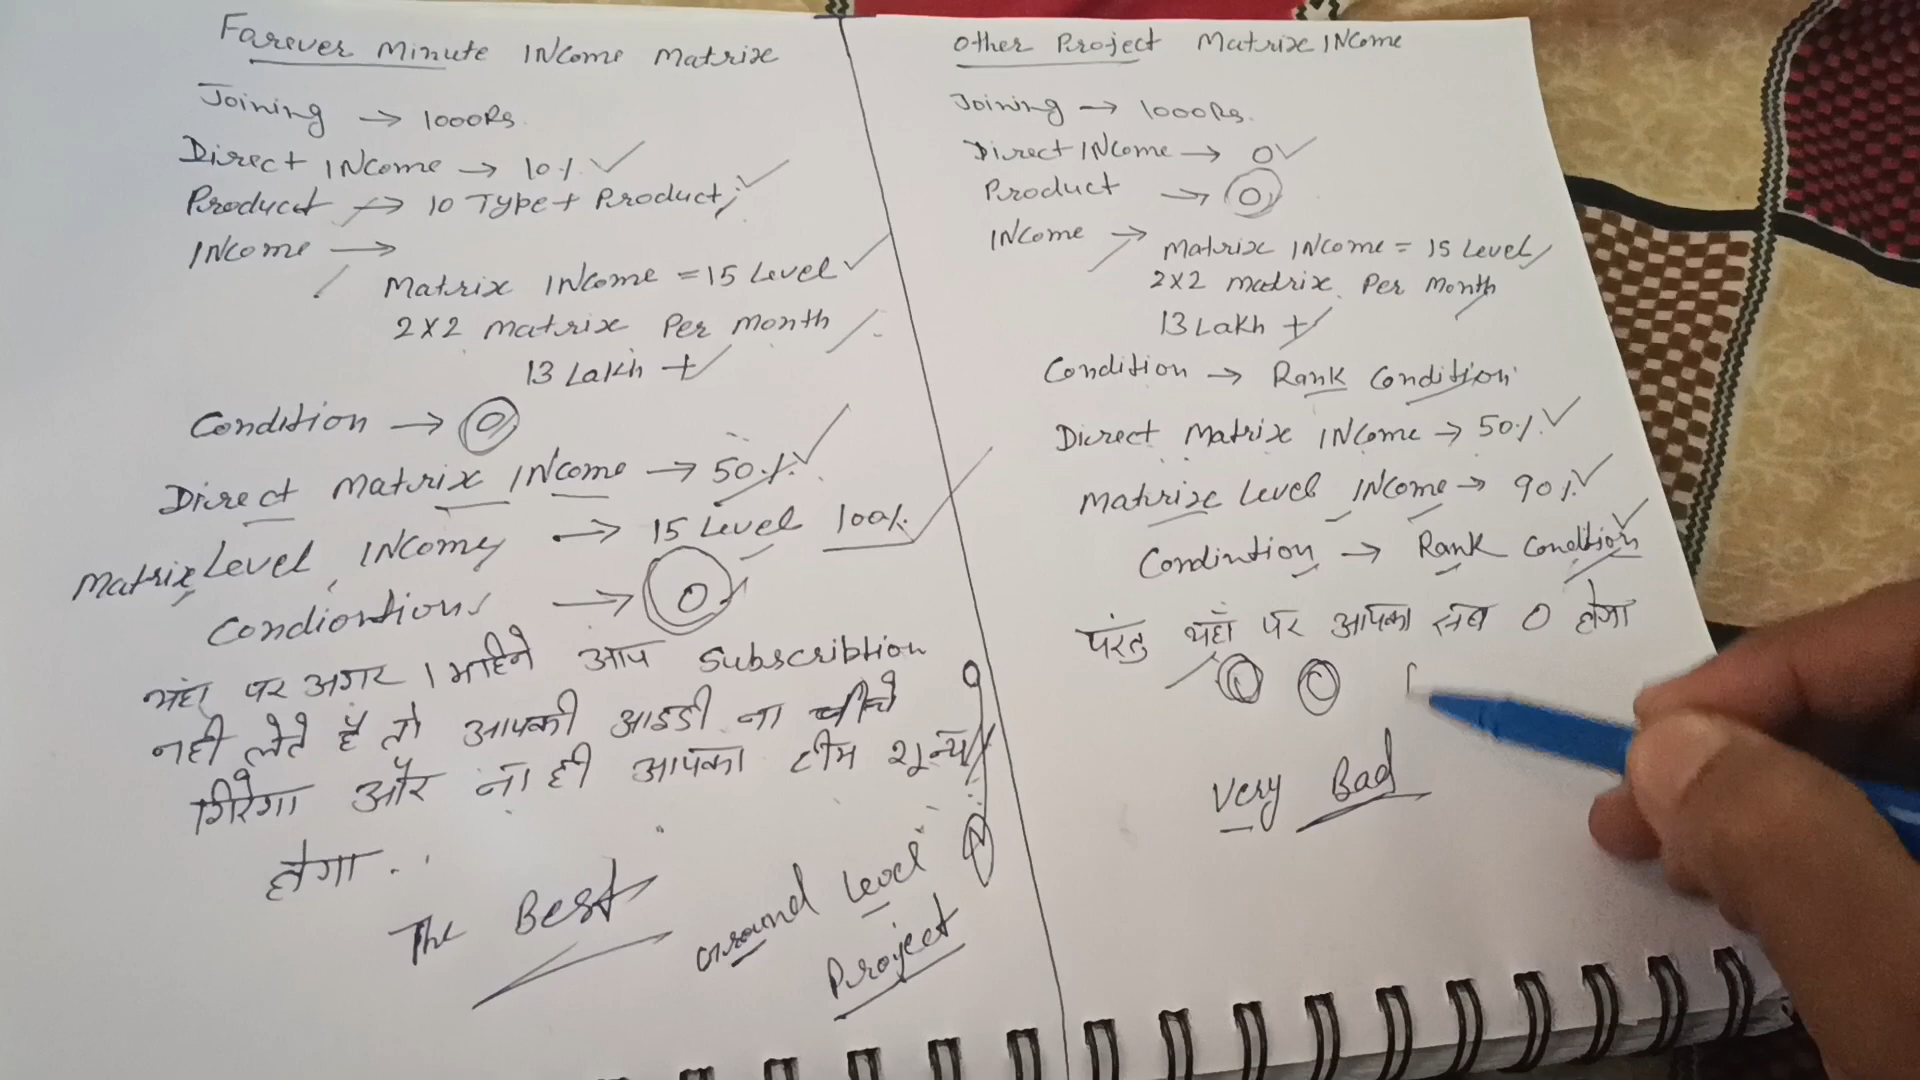 Farever Minute INCome Matrix
Joining → 1000Rs.
Direct INCome → 10% ✓
Product → 10 Type+ Product,
INCome →
Matrix INCome = 15 Level ✓
2X2 Matrix Per Month
13 Lakh +
Condition → 0
Direct Matrix INCome → 50% ✓
Matrix Level INCome → 15 Level 100%
Condiontions → 0
यहा पर अगर 1 महिने आप Subscribtion
नही लेते हैं तो आपकी आइडी ना नीचे
गिरेगा और ना ही आपका टीम शून्य
होगा.
The Best
Ground Level
Project
Other Project Matrix INCome
Joining → 1000Rs.
Direct INCome → 0 ✓
Product → 0
INCome →
Matrix INCome = 15 Level
2X2 Matrix Per Month
13 Lakh +
Condition → Rank Condition
Direct Matrix INCome → 50% ✓
Matrix Level INCome → 90% ✓
Condintion → Rank Condition
परंतु यहाँ पर आपका सब 0 होगा
0 0
Very Bad